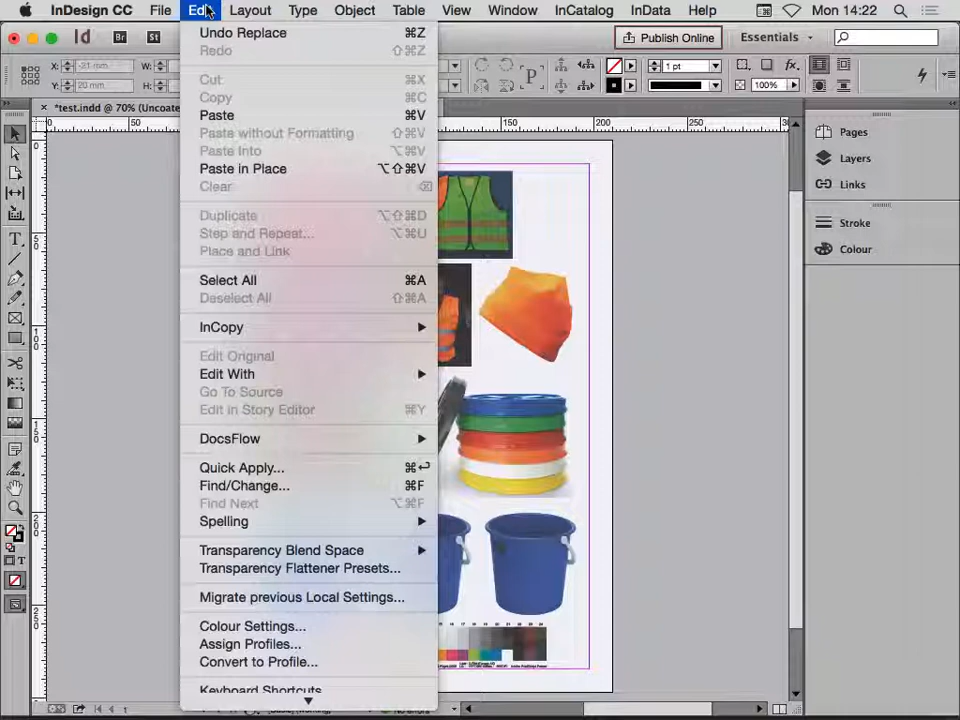 InDesign CC File Edit Layout Type Object Table View Window InCatalog InData Help Mon 14:22
Id Br St Publish Online Essentials
X: -21 mm W:
Y: 20 mm
1 pt
100%
*test.indd @ 70% (Uncoate
0 50 150 200
Undo Replace ⌘Z
Redo ⇧⌘Z
Cut ⌘X
Copy ⌘C
Paste ⌘V
Paste without Formatting ⇧⌘V
Paste Into ⌥⌘V
Paste in Place ⌥⇧⌘V
Clear ⌫
Duplicate ⌥⇧⌘D
Step and Repeat... ⌥⌘U
Place and Link
Select All ⌘A
Deselect All ⇧⌘A
InCopy
Edit Original
Edit With
Go To Source
Edit in Story Editor ⌘Y
DocsFlow
Quick Apply... ⌘↩
Find/Change... ⌘F
Find Next ⌥⌘F
Spelling
Transparency Blend Space
Transparency Flattener Presets...
Migrate previous Local Settings...
Colour Settings...
Assign Profiles...
Convert to Profile...
Keyboard Shortcuts
Pages
Layers
Links
Stroke
Colour